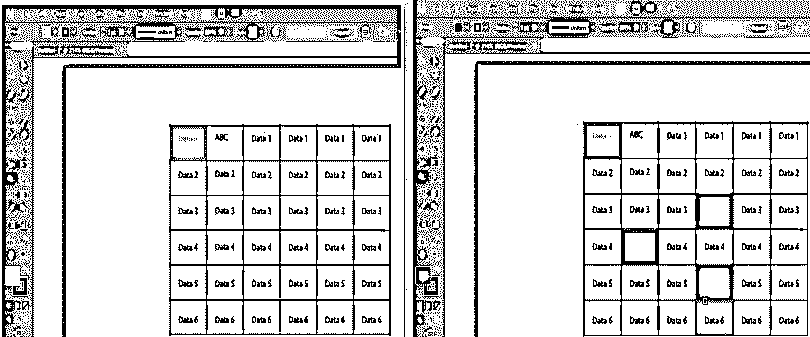 ABC Data 1 Data 1 Data 1 Data 1
Data 2 Data 2 Data 2 Data 2 Data 2 Data 2
Data 3 Data 3 Data 3 Data 3 Data 3 Data 3
Data 4 Data 4 Data 4 Data 4 Data 4 Data 4
Data 5 Data 5 Data 5 Data 5 Data 5 Data 5
Data 6 Data 6 Data 6 Data 6 Data 6 Data 6
ABC Data 1 Data 1 Data 1 Data 1
Data 2 Data 2 Data 2 Data 2 Data 2 Data 2
Data 3 Data 3 Data 3 Data 3 Data 3
Data 4 Data 4 Data 4 Data 4 Data 4
Data 5 Data 5 Data 5 Data 5 Data 5
Data 6 Data 6 Data 6 Data 6 Data 6 Data 6